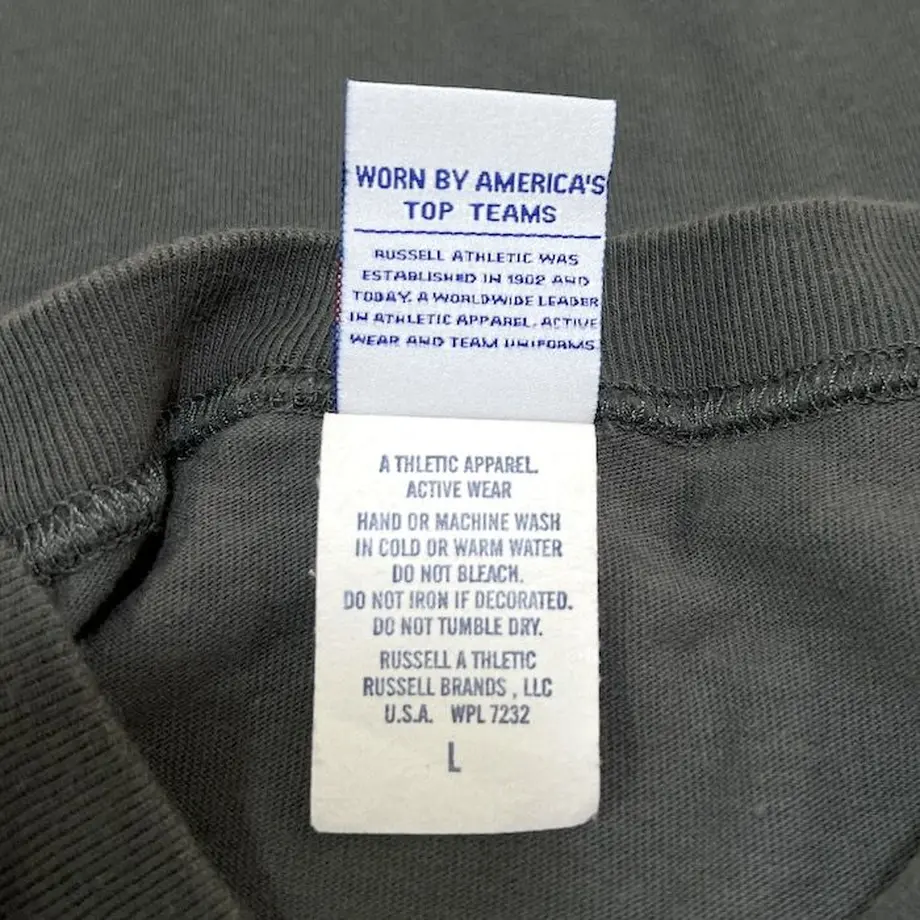 WORN BY AMERICA'S
TOP TEAMS
RUSSELL ATHLETIC WAS
ESTABLISHED IN 1902 AND
TODAY. A WORLDWIDE LEADER
IN ATHLETIC APPAREL. ACTIVE
WEAR AND TEAM UNIFORMS
A THLETIC APPAREL.
ACTIVE WEAR
HAND OR MACHINE WASH
IN COLD OR WARM WATER
DO NOT BLEACH.
DO NOT IRON IF DECORATED.
DO NOT TUMBLE DRY.
RUSSELL A THLETIC
RUSSELL BRANDS , LLC
U.S.A. WPL 7232
L